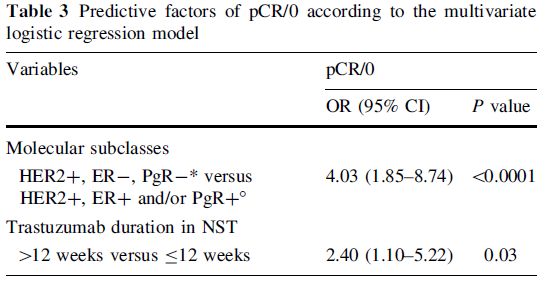 Table 3 Predictive factors of pCR/0 according to the multivariate
logistic regression model
Variables pCR/0
OR (95% CI) P value
Molecular subclasses
HER2+, ER−, PgR−* versus 4.03 (1.85–8.74) <0.0001
HER2+, ER+ and/or PgR+°
Trastuzumab duration in NST
>12 weeks versus ≤12 weeks 2.40 (1.10–5.22) 0.03